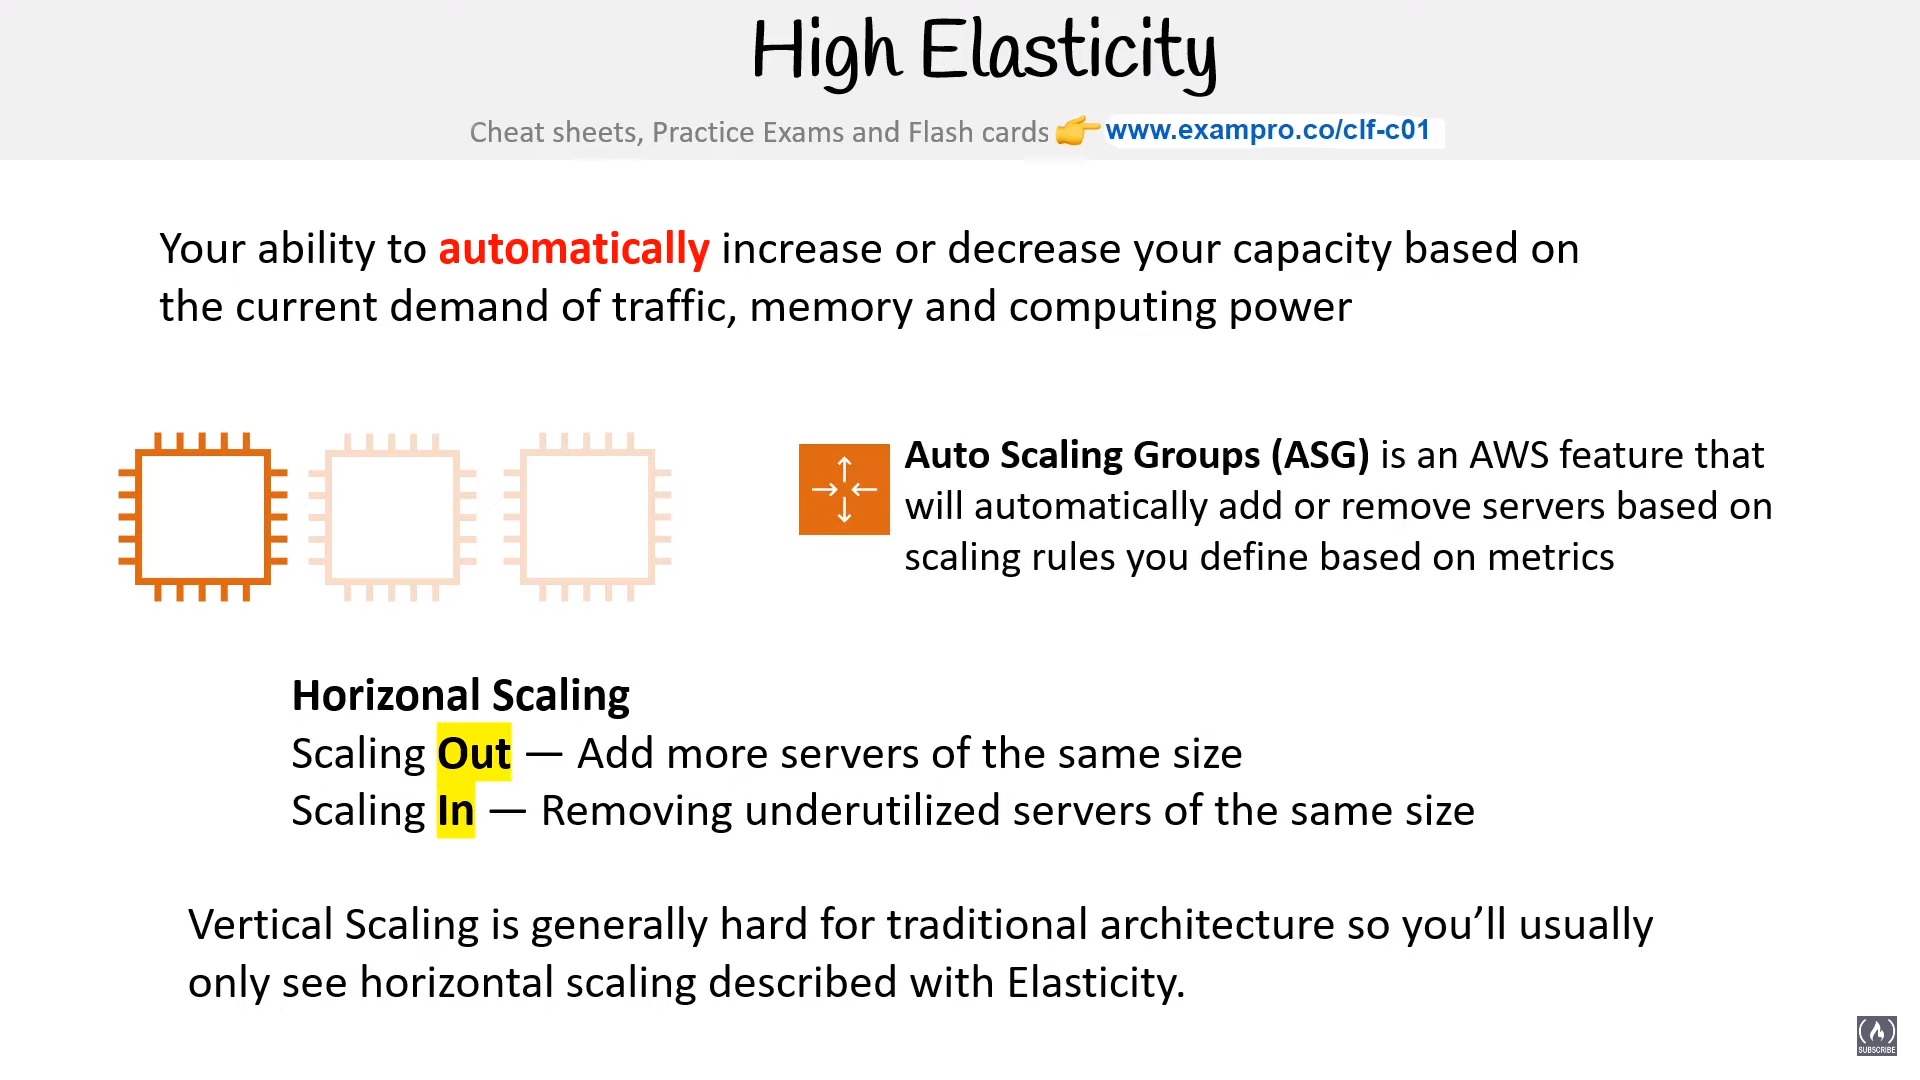 High Elasticity
Cheat sheets, Practice Exams and Flash cards 👉 www.exampro.co/clf-c01
Your ability to automatically increase or decrease your capacity based on
the current demand of traffic, memory and computing power
Auto Scaling Groups (ASG) is an AWS feature that
will automatically add or remove servers based on
scaling rules you define based on metrics
Horizonal Scaling
Scaling Out — Add more servers of the same size
Scaling In — Removing underutilized servers of the same size
Vertical Scaling is generally hard for traditional architecture so you’ll usually
only see horizontal scaling described with Elasticity.
SUBSCRIBE